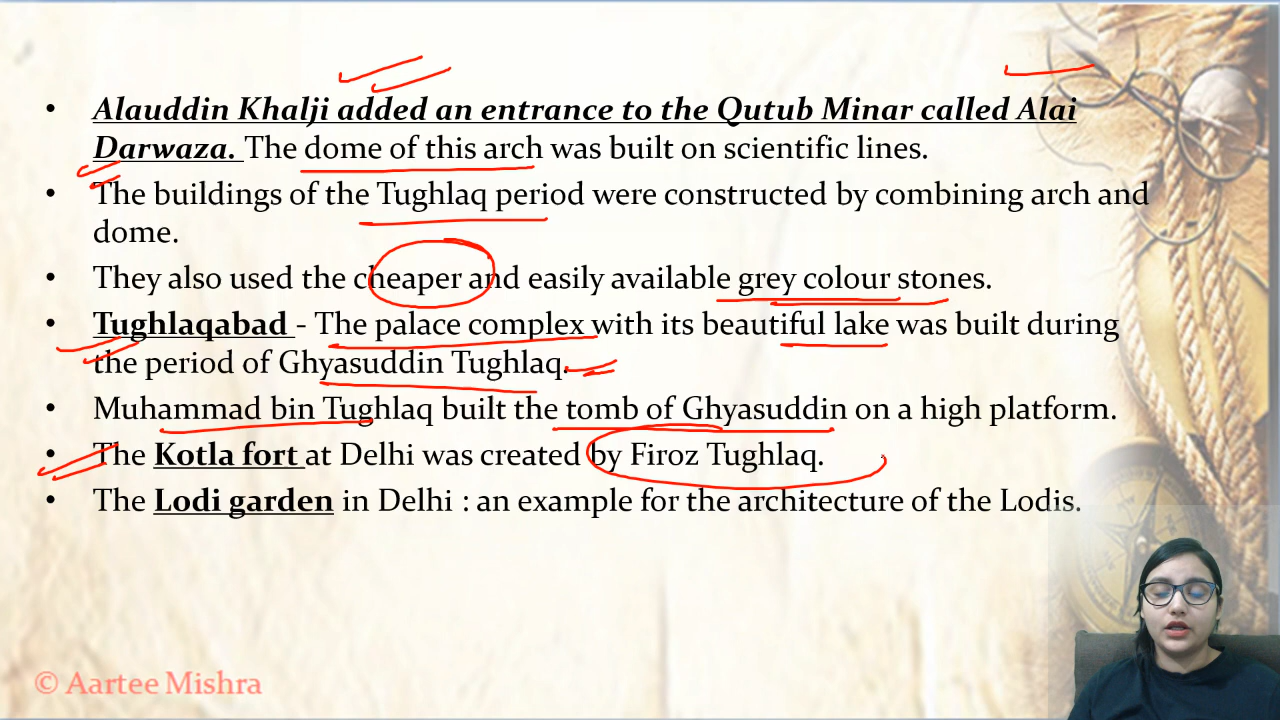 • Alauddin Khalji added an entrance to the Qutub Minar called Alai
Darwaza. The dome of this arch was built on scientific lines.
• The buildings of the Tughlaq period were constructed by combining arch and
dome.
• They also used the cheaper and easily available grey colour stones.
• Tughlaqabad - The palace complex with its beautiful lake was built during
the period of Ghyasuddin Tughlaq.
• Muhammad bin Tughlaq built the tomb of Ghyasuddin on a high platform.
• The Kotla fort at Delhi was created by Firoz Tughlaq.
• The Lodi garden in Delhi : an example for the architecture of the Lodis.
© Aartee Mishra